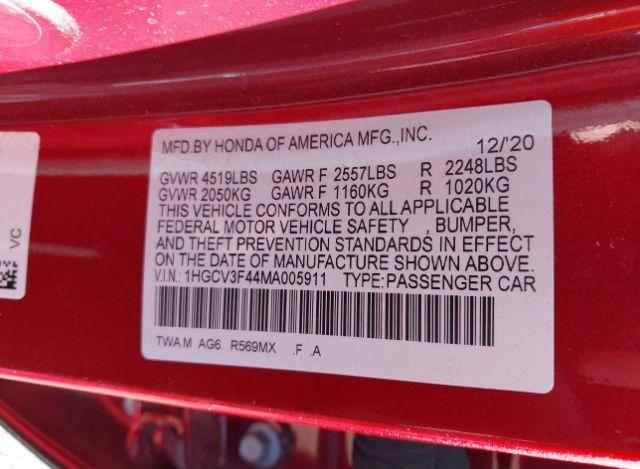 MFD.BY HONDA OF AMERICA MFG.,INC. 12/'20
GVWR 4519LBS GAWR F 2557LBS R 2248LBS
GVWR 2050KG GAWR F 1160KG R 1020KG
THIS VEHICLE CONFORMS TO ALL APPLICABLE
FEDERAL MOTOR VEHICLE SAFETY , BUMPER,
AND THEFT PREVENTION STANDARDS IN EFFECT
ON THE DATE OF MANUFACTURE SHOWN ABOVE.
V.I.N.: 1HGCV3F44MA005911 TYPE:PASSENGER CAR
TWA M AG6 R569MX .F .A
VC